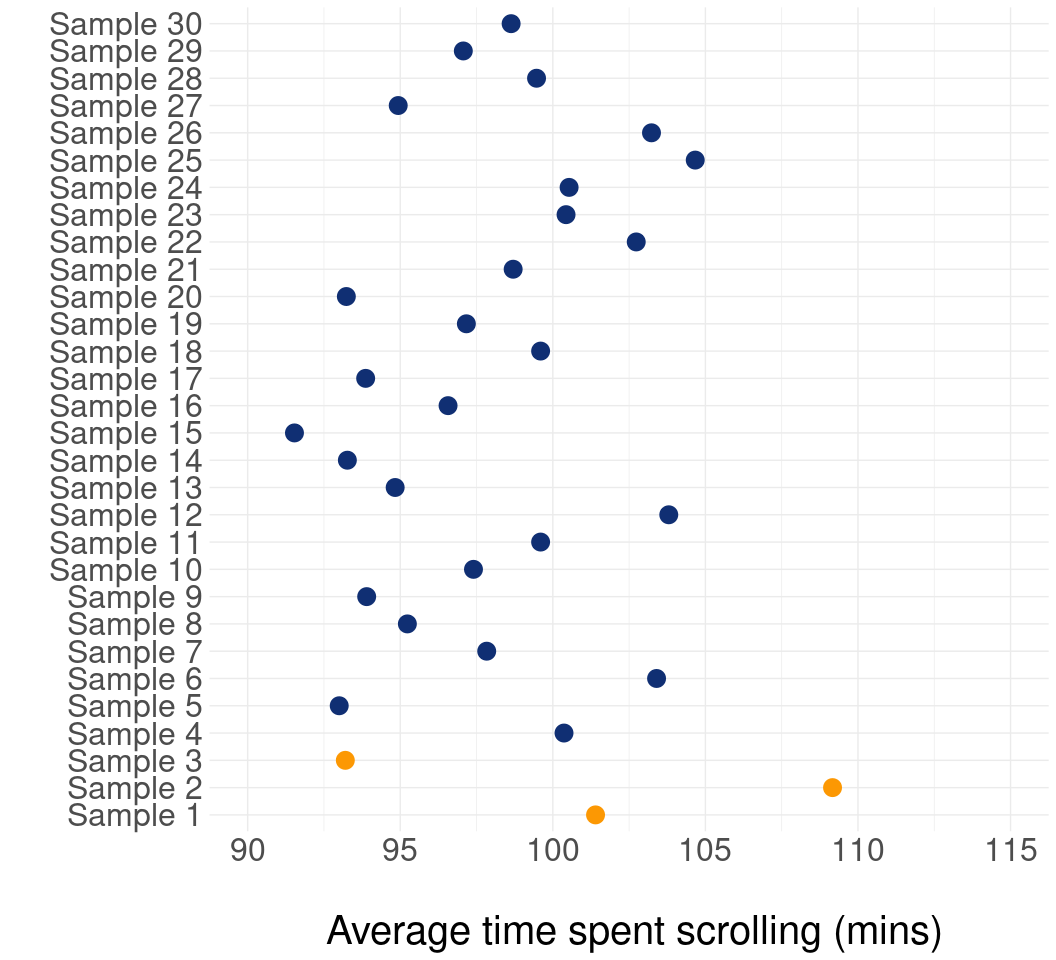 Sample 30
Sample 29
Sample 28
Sample 27
Sample 26
Sample 25
Sample 24
Sample 23
Sample 22
Sample 21
Sample 20
Sample 19
Sample 18
Sample 17
Sample 16
Sample 15
Sample 14
Sample 13
Sample 12
Sample 11
Sample 10
Sample 9
Sample 8
Sample 7
Sample 6
Sample 5
Sample 4
Sample 3
Sample 2
Sample 1
90 95 100 105 110 115
Average time spent scrolling (mins)